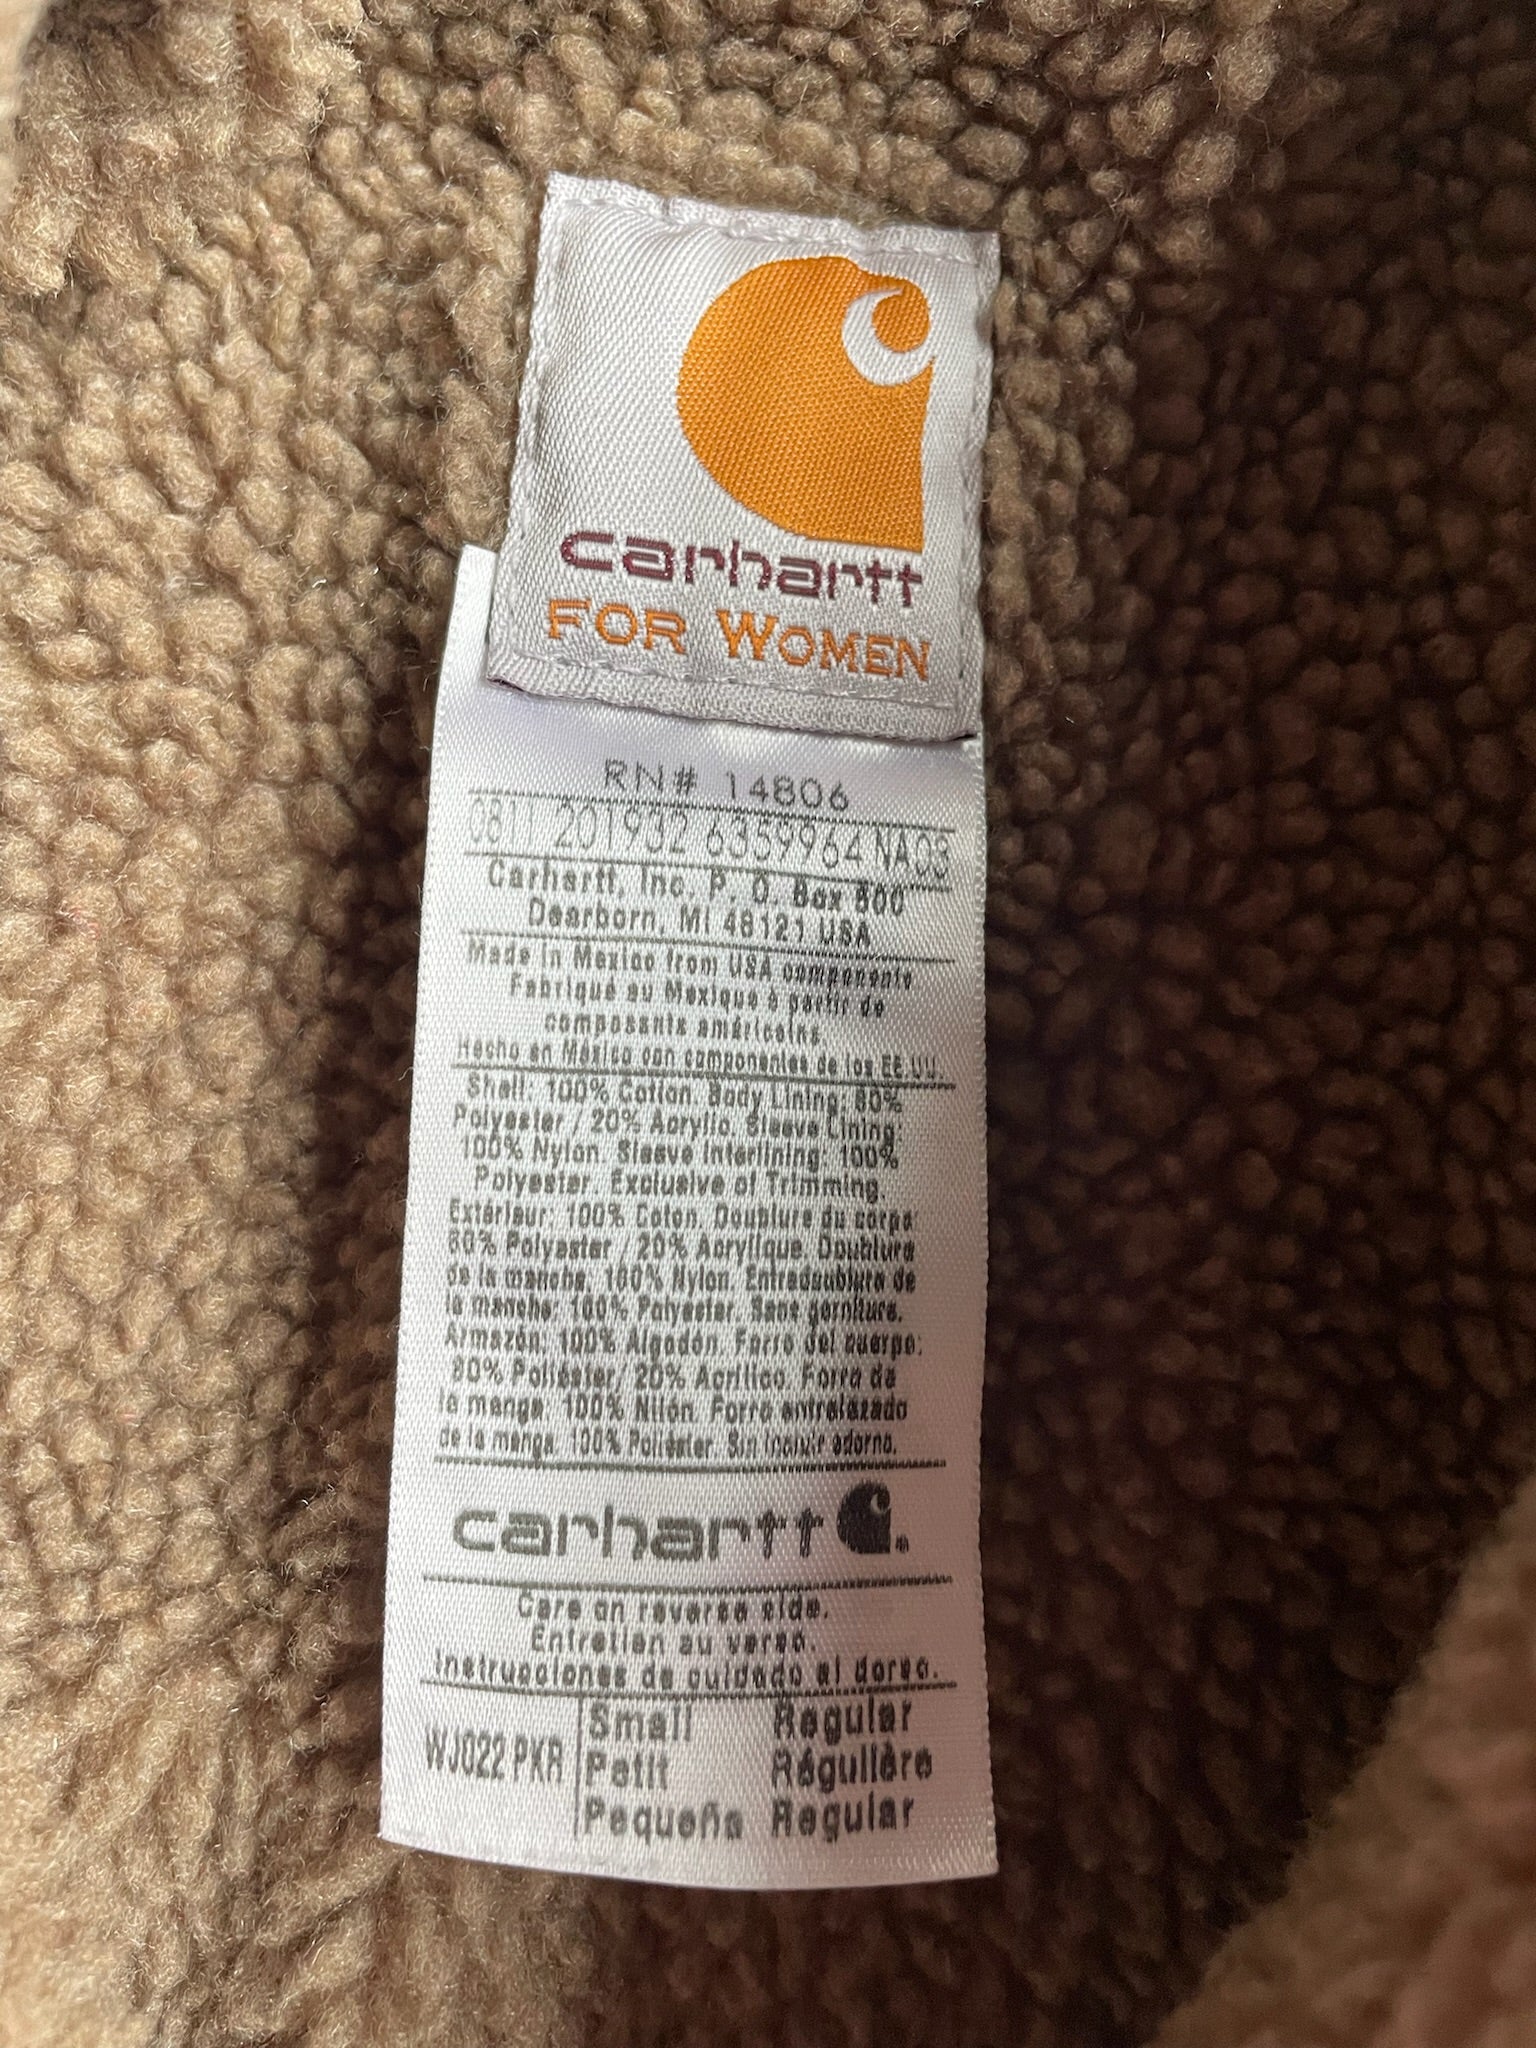 carhartt
FOR WOMEN
RN# 14806
0811 201932 6359964 NA03
Carhartt, Inc. P. O. Box 600
Dearborn, MI 48121 USA
Made in Mexico from USA components
Fabriqué au Mexique à partir de
composants américains
Hecho en México con componentes de los EE.UU.
Shell: 100% Cotton. Body Lining: 80%
Polyester / 20% Acrylic. Sleeve Lining:
100% Nylon. Sleeve Interlining: 100%
Polyester. Exclusive of Trimming.
Extérieur: 100% Coton. Doublure du corps:
80% Polyester / 20% Acrylique. Doublure
de la manche: 100% Nylon. Entredoublure de
la manche: 100% Polyester. Sans garniture.
Armazón: 100% Algodón. Forro del cuerpo:
80% Poliéster, 20% Acrílico. Forro de
la manga: 100% Nilón. Forro entrelazado
de la manga: 100% Poliéster. Sin incluir adorno.
carhartt
Care on reverse side.
Entretien au verso.
Instrucciones de cuidado al dorso.
WJ022 PKR
Small Regular
Petit Régulière
Pequeña Regular